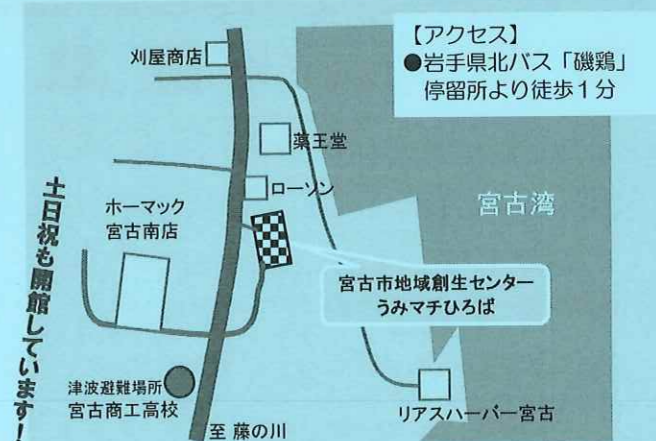 【アクセス】
●岩手県北バス「磯鶏」
停留所より徒歩1分
刈屋商店
薬王堂
ローソン
ホーマック
宮古南店
宮古湾
宮古市地域創生センター
うみマチひろば
土日祝も開館しています!
津波避難場所
宮古商工高校
リアスハーバー宮古
至 藤の川